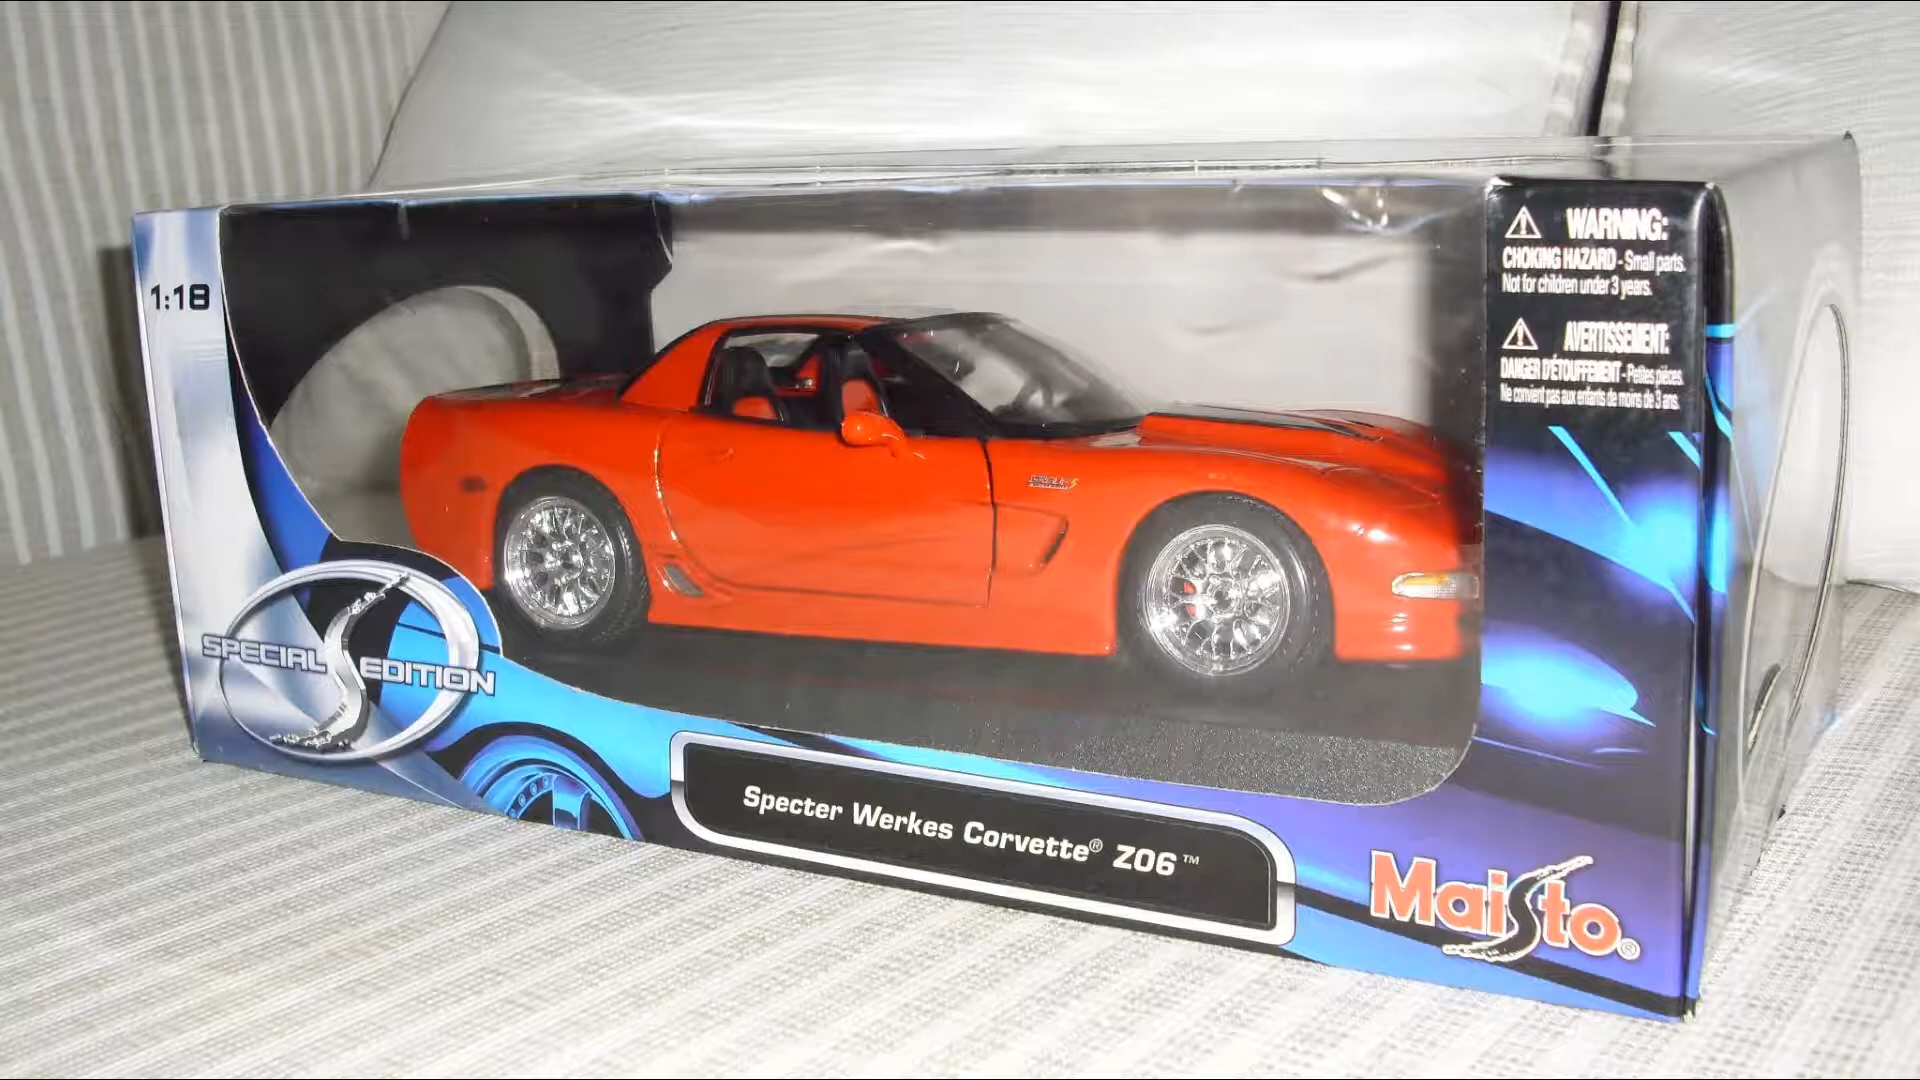 1:18
WARNING:
CHOKING HAZARD - Small parts.
Not for children under 3 years.
AVERTISSEMENT:
DANGER D'ÉTOUFFEMENT - Petites pièces.
Ne convient pas aux enfants de moins de 3 ans.
SPECIAL EDITION
Specter Werkes Corvette® Z06™
Maisto®